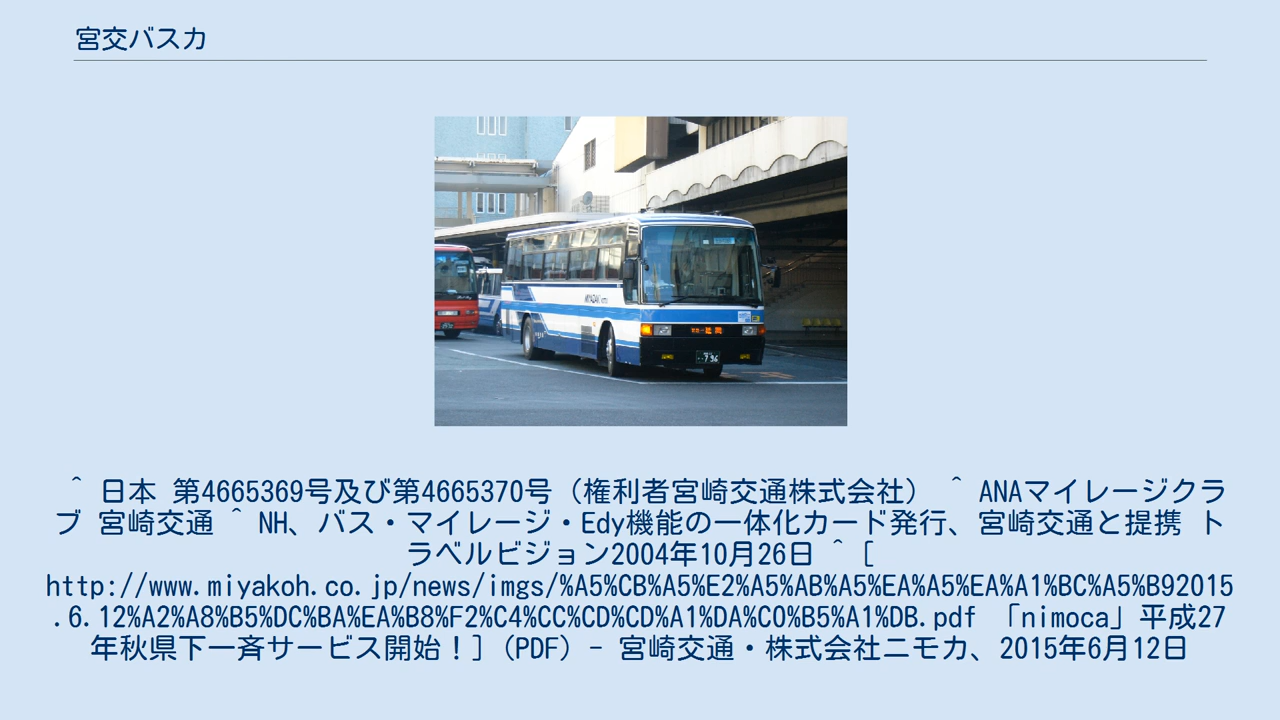 宮交バスカ
^ 日本 第4665369号及び第4665370号（権利者宮崎交通株式会社） ^ ANAマイレージクラ
ブ 宮崎交通 ^ NH、バス・マイレージ・Edy機能の一体化カード発行、宮崎交通と提携 ト
ラベルビジョン2004年10月26日 ^ [
http://www.miyakoh.co.jp/news/imgs/%A5%CB%A5%E2%A5%AB%A5%EA%A5%EA%A1%BC%A5%B92015
.6.12%A2%A8%B5%DC%BA%EA%B8%F2%C4%CC%CD%CD%A1%DA%C0%B5%A1%DB.pdf 「nimoca」平成27
年秋県下一斉サービス開始！]（PDF）- 宮崎交通・株式会社ニモカ、2015年6月12日